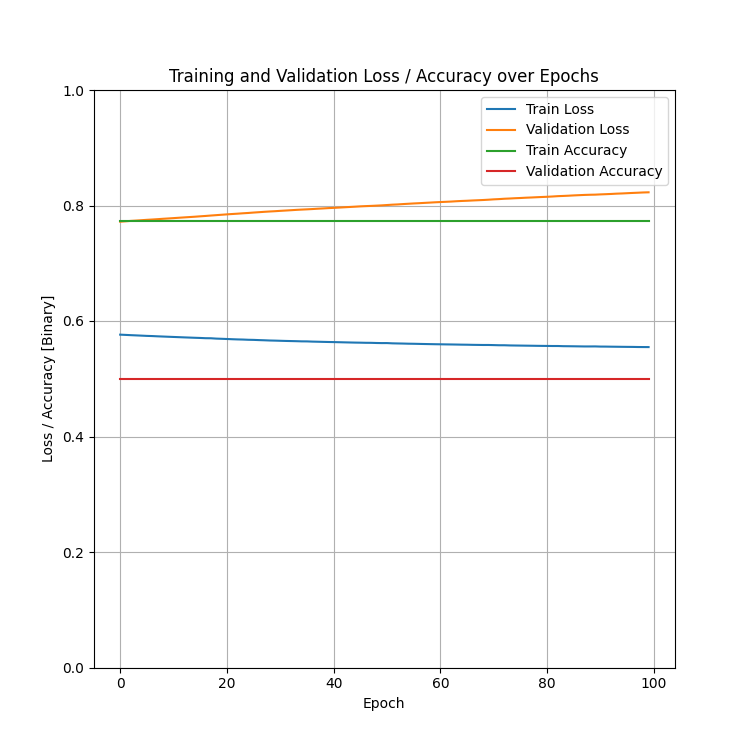 Training and Validation Loss / Accuracy over Epochs
1.0
0.8
0.6
0.4
0.2
0.0
Loss / Accuracy [Binary]
Train Loss
Validation Loss
Train Accuracy
Validation Accuracy
0 20 40 60 80 100
Epoch